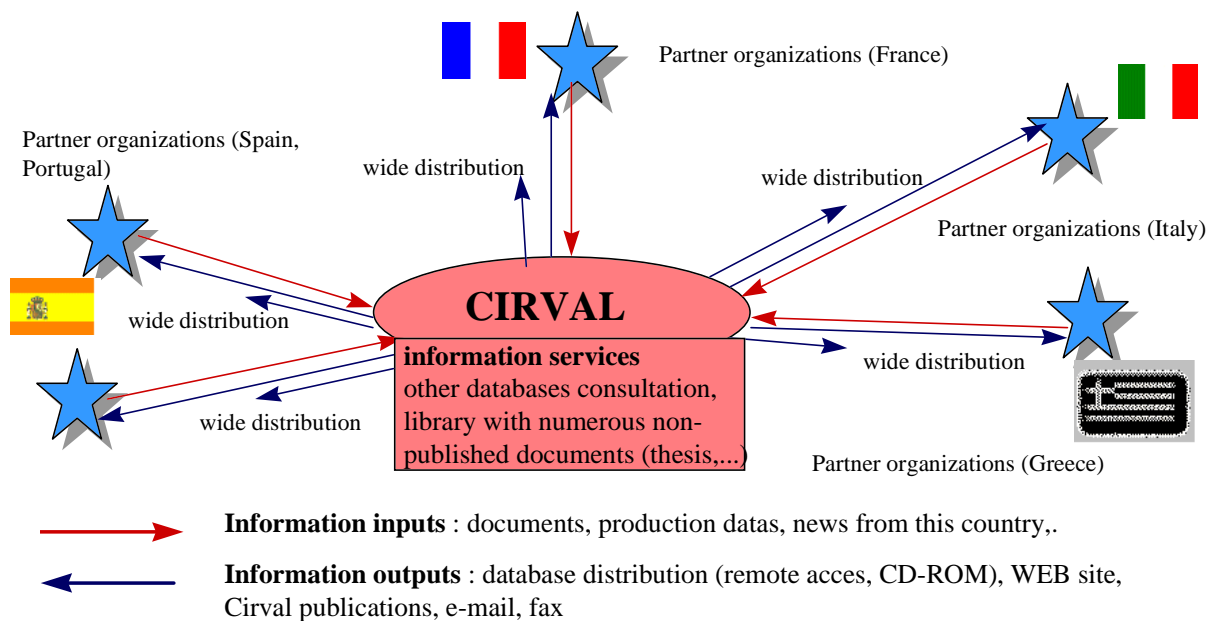 Partner organizations (France)
Partner organizations (Spain,
Portugal)
wide distribution
wide distribution
Partner organizations (Italy)
CIRVAL
wide distribution
information services
other databases consultation,
library with numerous non-
published documents (thesis,...)
wide distribution
wide distribution
Partner organizations (Greece)
Information inputs : documents, production datas, news from this country,.
Information outputs : database distribution (remote acces, CD-ROM), WEB site,
Cirval publications, e-mail, fax